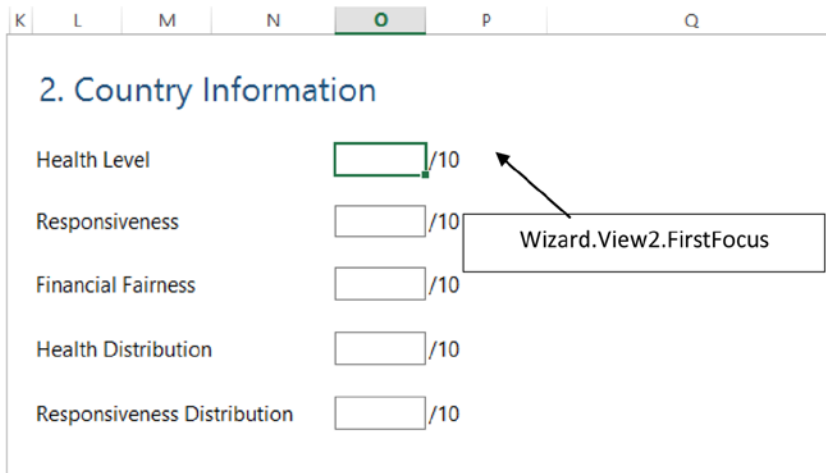 K L M N O P Q
2. Country Information
Health Level /10
Responsiveness /10
Wizard.View2.FirstFocus
Financial Fairness /10
Health Distribution /10
Responsiveness Distribution /10